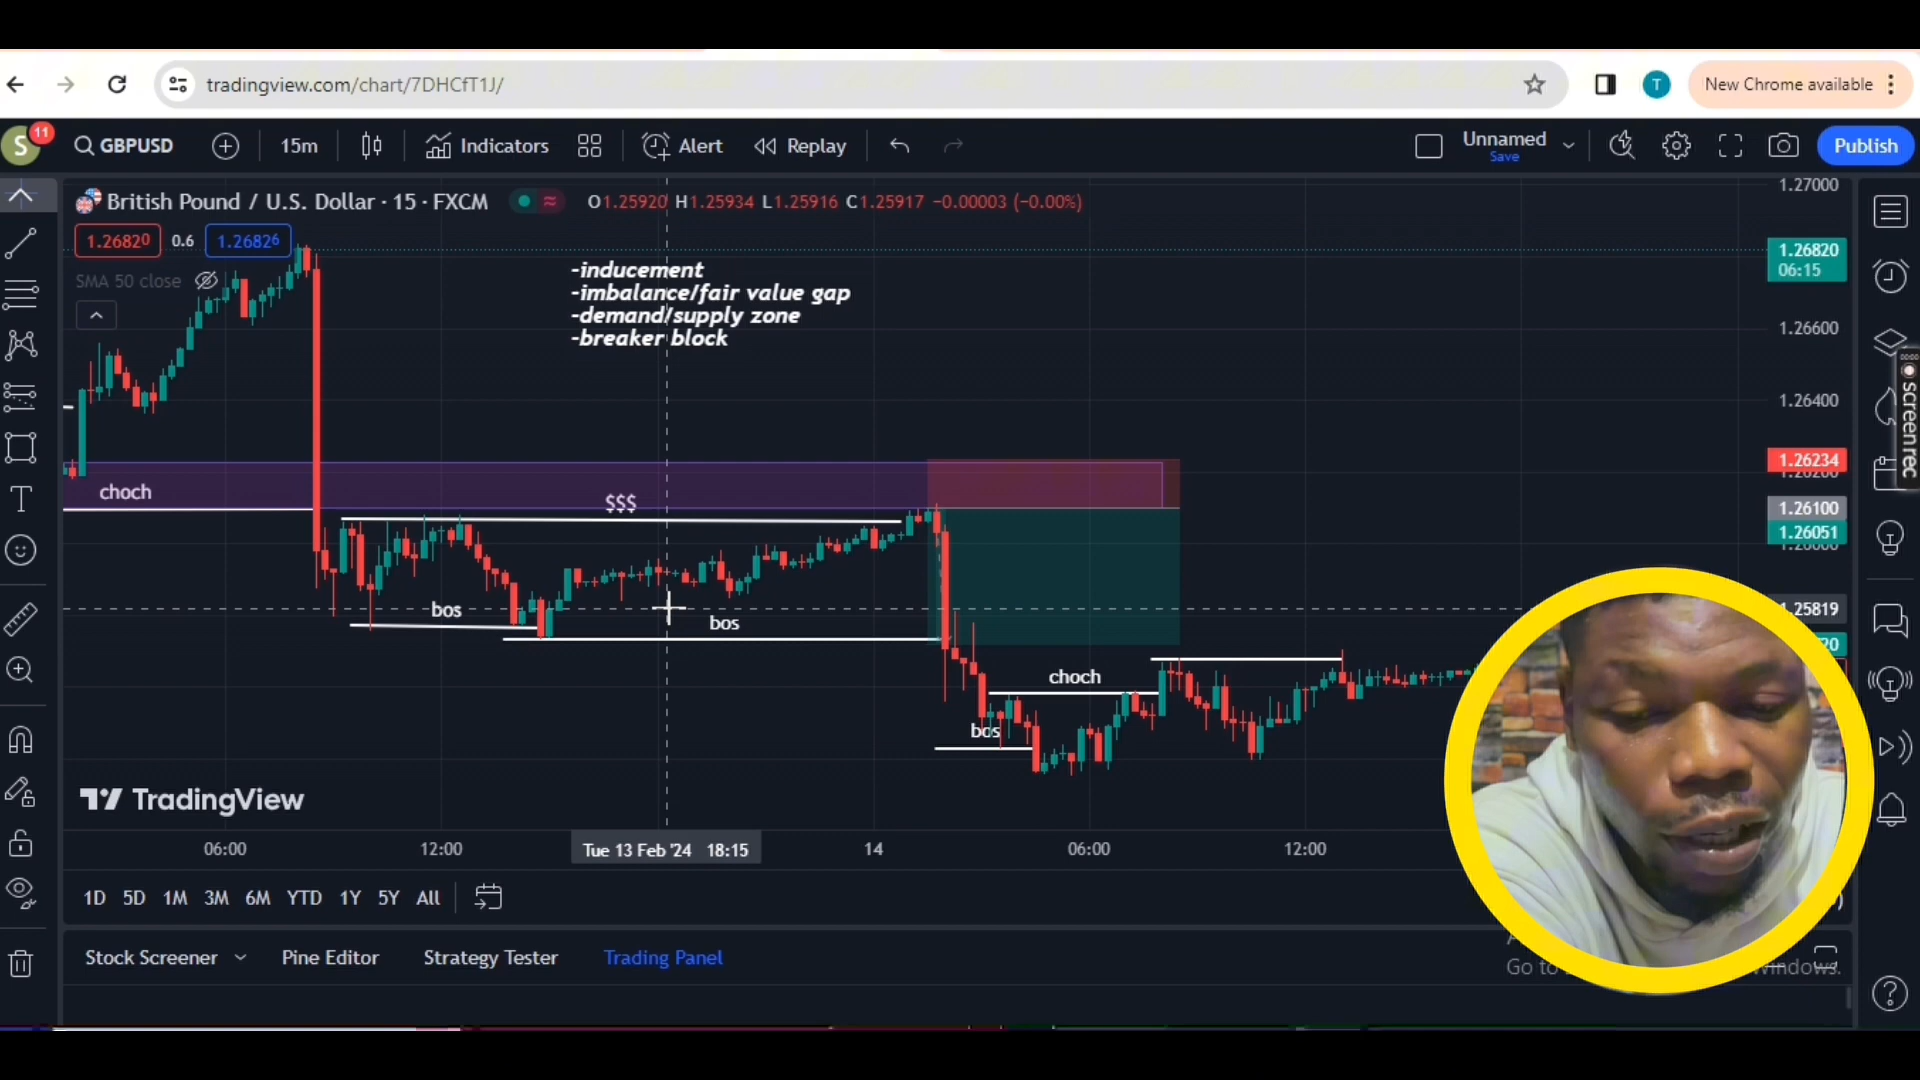 tradingview.com/chart/7DHCfT1J/
T
New Chrome available
S
11
GBPUSD
15m
Indicators
Alert
Replay
Unnamed
Save
Publish
British Pound / U.S. Dollar · 15 · FXCM
O1.25920 H1.25934 L1.25916 C1.25917 −0.00003 (−0.00%)
1.26820
0.6
1.26826
SMA 50 close
-inducement
-imbalance/fair value gap
-demand/supply zone
-breaker block
1.27000
1.26820
06:15
1.26600
1.26400
1.26234
1.26100
1.26051
1.25819
20
screenrec
choch
$$$
bos
bos
choch
bos
TradingView
06:00
12:00
Tue 13 Feb '24 18:15
14
06:00
12:00
1D
5D
1M
3M
6M
YTD
1Y
5Y
All
Stock Screener
Pine Editor
Strategy Tester
Trading Panel
Go to
Windows.